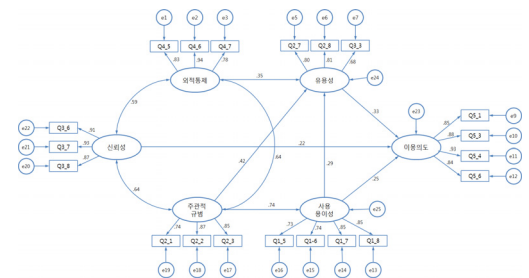 e1 e2 e3 e5 e6 e7
Q4_5 Q4_6 Q4_7 Q2_7 Q2_8 Q3_3
.83 .94 .78 .80 .81 .68
외적통제 .35 유용성 e24
.59 .33 e23
e22 Q3_6 .91 Q5_1 e9
.85
e21 Q3_7 .93 신뢰성 .22 이용의도 .88 Q5_3 e10
e20 Q3_8 .87 .93 Q5_4 e11
.84 Q5_6 e12
.42 .64 .29 .25
.64
주관적
규범 .74 사용
용이성 e25
.74 .87 .85 .73 .74 .85 .85
Q2_1 Q2_2 Q2_3 Q1_5 Q1-6 Q1_7 Q1_8
e19 e18 e17 e16 e15 e14 e13